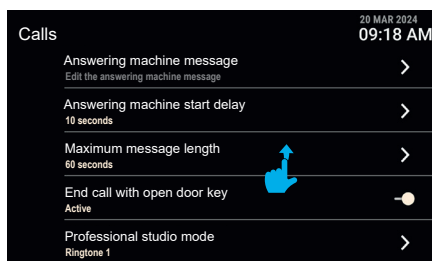 20 MAR 2024
Calls
09:18 AM
Answering machine message
Edit the answering machine message
Answering machine start delay
10 seconds
Maximum message length
60 seconds
End call with open door key
Active
Professional studio mode
Ringtone 1